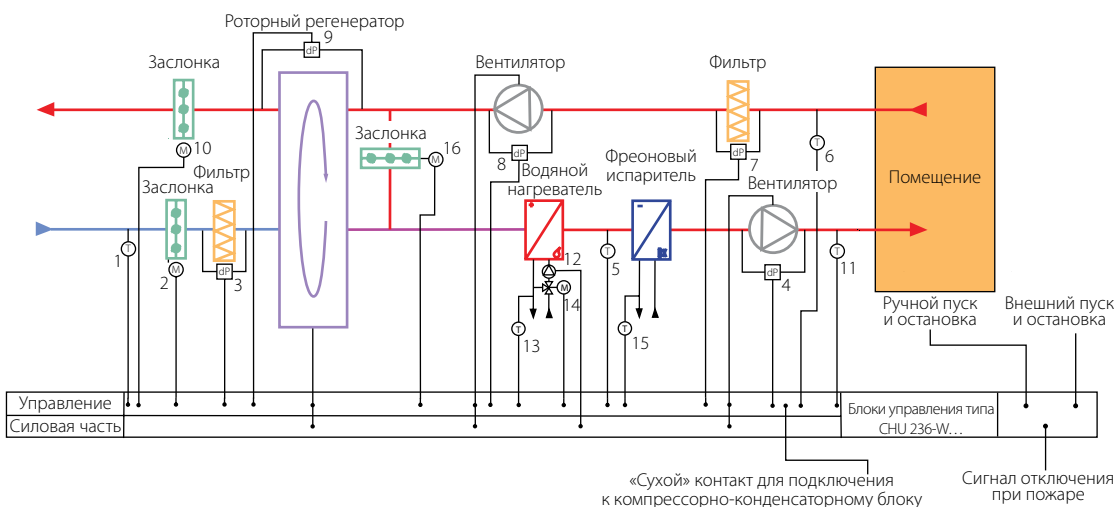 Роторный регенератор
9
dP
Заслонка
Вентилятор
Фильтр
Заслонка
16
M
10
M
8
dP
7
dP
T
6
Заслонка
Фильтр
Водяной
нагреватель
Фреоновый
испаритель
Вентилятор
Помещение
T
1
M
2
dP
3
12
T
5
dP
4
T
11
M
14
T
13
T
15
Ручной пуск
и остановка
Внешний пуск
и остановка
Управление
Силовая часть
Блоки управления типа
CHU 236-W…
«Сухой» контакт для подключения
к компрессорно-конденсаторному блоку
Сигнал отключения
при пожаре